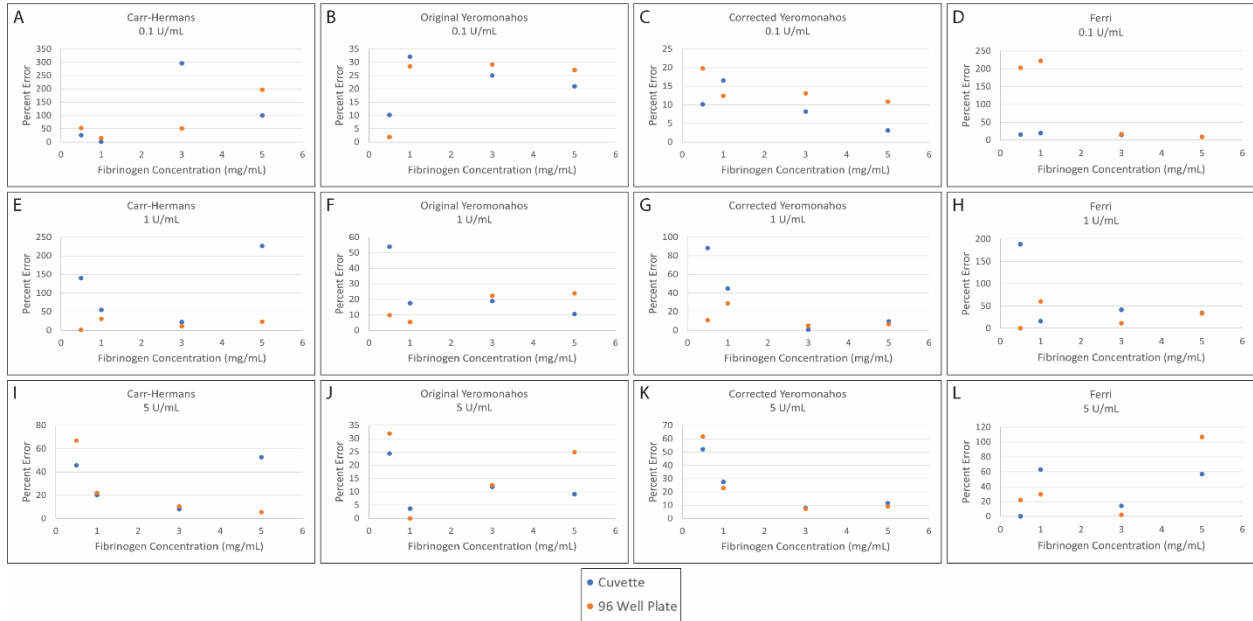 A
Carr-Hermans
0.1 U/mL
Percent Error
350
300
250
200
150
100
50
0
0 1 2 3 4 5 6
Fibrinogen Concentration (mg/mL)
B
Original Yeromonahos
0.1 U/mL
Percent Error
35
30
25
20
15
10
5
0
0 1 2 3 4 5 6
Fibrinogen Concentration (mg/mL)
C
Corrected Yeromonahos
0.1 U/mL
Percent Error
25
20
15
10
5
0
0 1 2 3 4 5 6
Fibrinogen Concentration (mg/mL)
D
Ferri
0.1 U/mL
Percent Error
250
200
150
100
50
0
0 1 2 3 4 5 6
Fibrinogen Concentration (mg/mL)
E
Carr-Hermans
1 U/mL
Percent Error
250
200
150
100
50
0
0 1 2 3 4 5 6
Fibrinogen Concentration (mg/mL)
F
Original Yeromonahos
1 U/mL
Percent Error
60
50
40
30
20
10
0
0 1 2 3 4 5 6
Fibrinogen Concentration (mg/mL)
G
Corrected Yeromonahos
1 U/mL
Percent Error
100
80
60
40
20
0
0 1 2 3 4 5 6
Fibrinogen Concentration (mg/mL)
H
Ferri
1 U/mL
Percent Error
200
150
100
50
0
0 1 2 3 4 5 6
Fibrinogen Concentration (mg/mL)
I
Carr-Hermans
5 U/mL
Percent Error
80
60
40
20
0
0 1 2 3 4 5 6
Fibrinogen Concentration (mg/mL)
J
Original Yeromonahos
5 U/mL
Percent Error
35
30
25
20
15
10
5
0
0 1 2 3 4 5 6
Fibrinogen Concentration (mg/mL)
K
Corrected Yeromonahos
5 U/mL
Percent Error
70
60
50
40
30
20
10
0
0 1 2 3 4 5 6
Fibrinogen Concentration (mg/mL)
L
Ferri
5 U/mL
Percent Error
120
100
80
60
40
20
0
0 1 2 3 4 5 6
Fibrinogen Concentration (mg/mL)
Cuvette
96 Well Plate